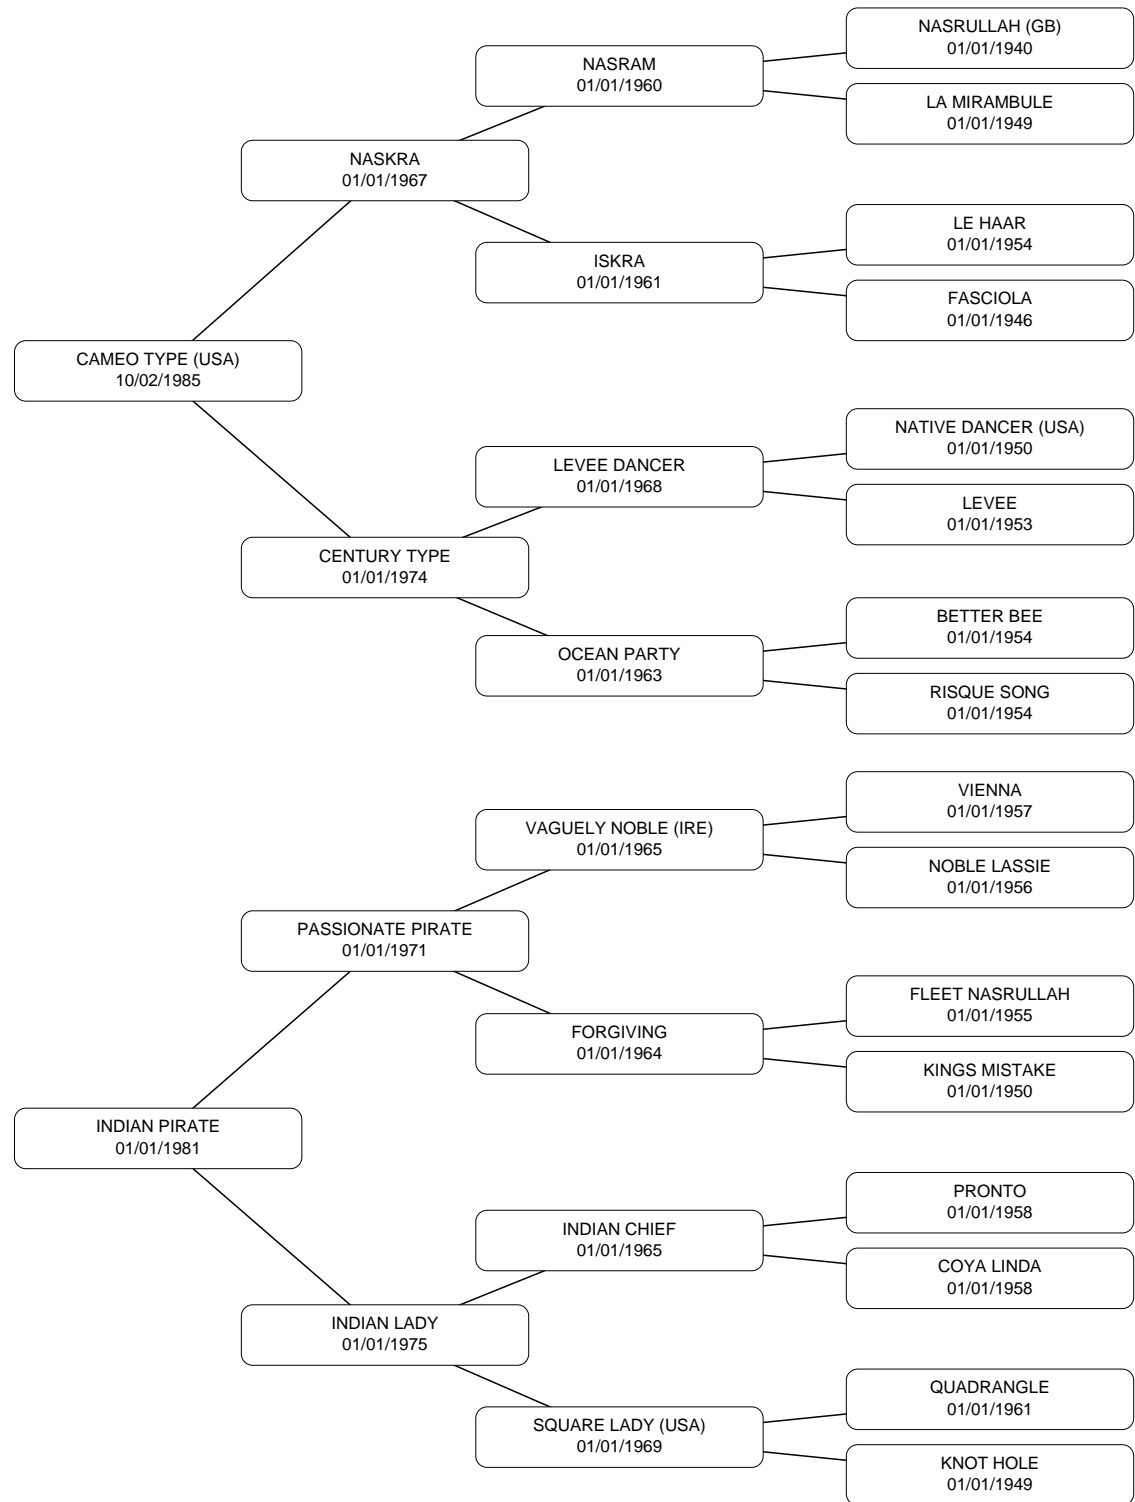 NASRULLAH (GB)
01/01/1940
NASRAM
01/01/1960
LA MIRAMBULE
01/01/1949
NASKRA
01/01/1967
LE HAAR
01/01/1954
ISKRA
01/01/1961
FASCIOLA
01/01/1946
CAMEO TYPE (USA)
10/02/1985
NATIVE DANCER (USA)
01/01/1950
LEVEE DANCER
01/01/1968
LEVEE
01/01/1953
CENTURY TYPE
01/01/1974
BETTER BEE
01/01/1954
OCEAN PARTY
01/01/1963
RISQUE SONG
01/01/1954
VIENNA
01/01/1957
VAGUELY NOBLE (IRE)
01/01/1965
NOBLE LASSIE
01/01/1956
PASSIONATE PIRATE
01/01/1971
FLEET NASRULLAH
01/01/1955
FORGIVING
01/01/1964
KINGS MISTAKE
01/01/1950
INDIAN PIRATE
01/01/1981
PRONTO
01/01/1958
INDIAN CHIEF
01/01/1965
COYA LINDA
01/01/1958
INDIAN LADY
01/01/1975
QUADRANGLE
01/01/1961
SQUARE LADY (USA)
01/01/1969
KNOT HOLE
01/01/1949